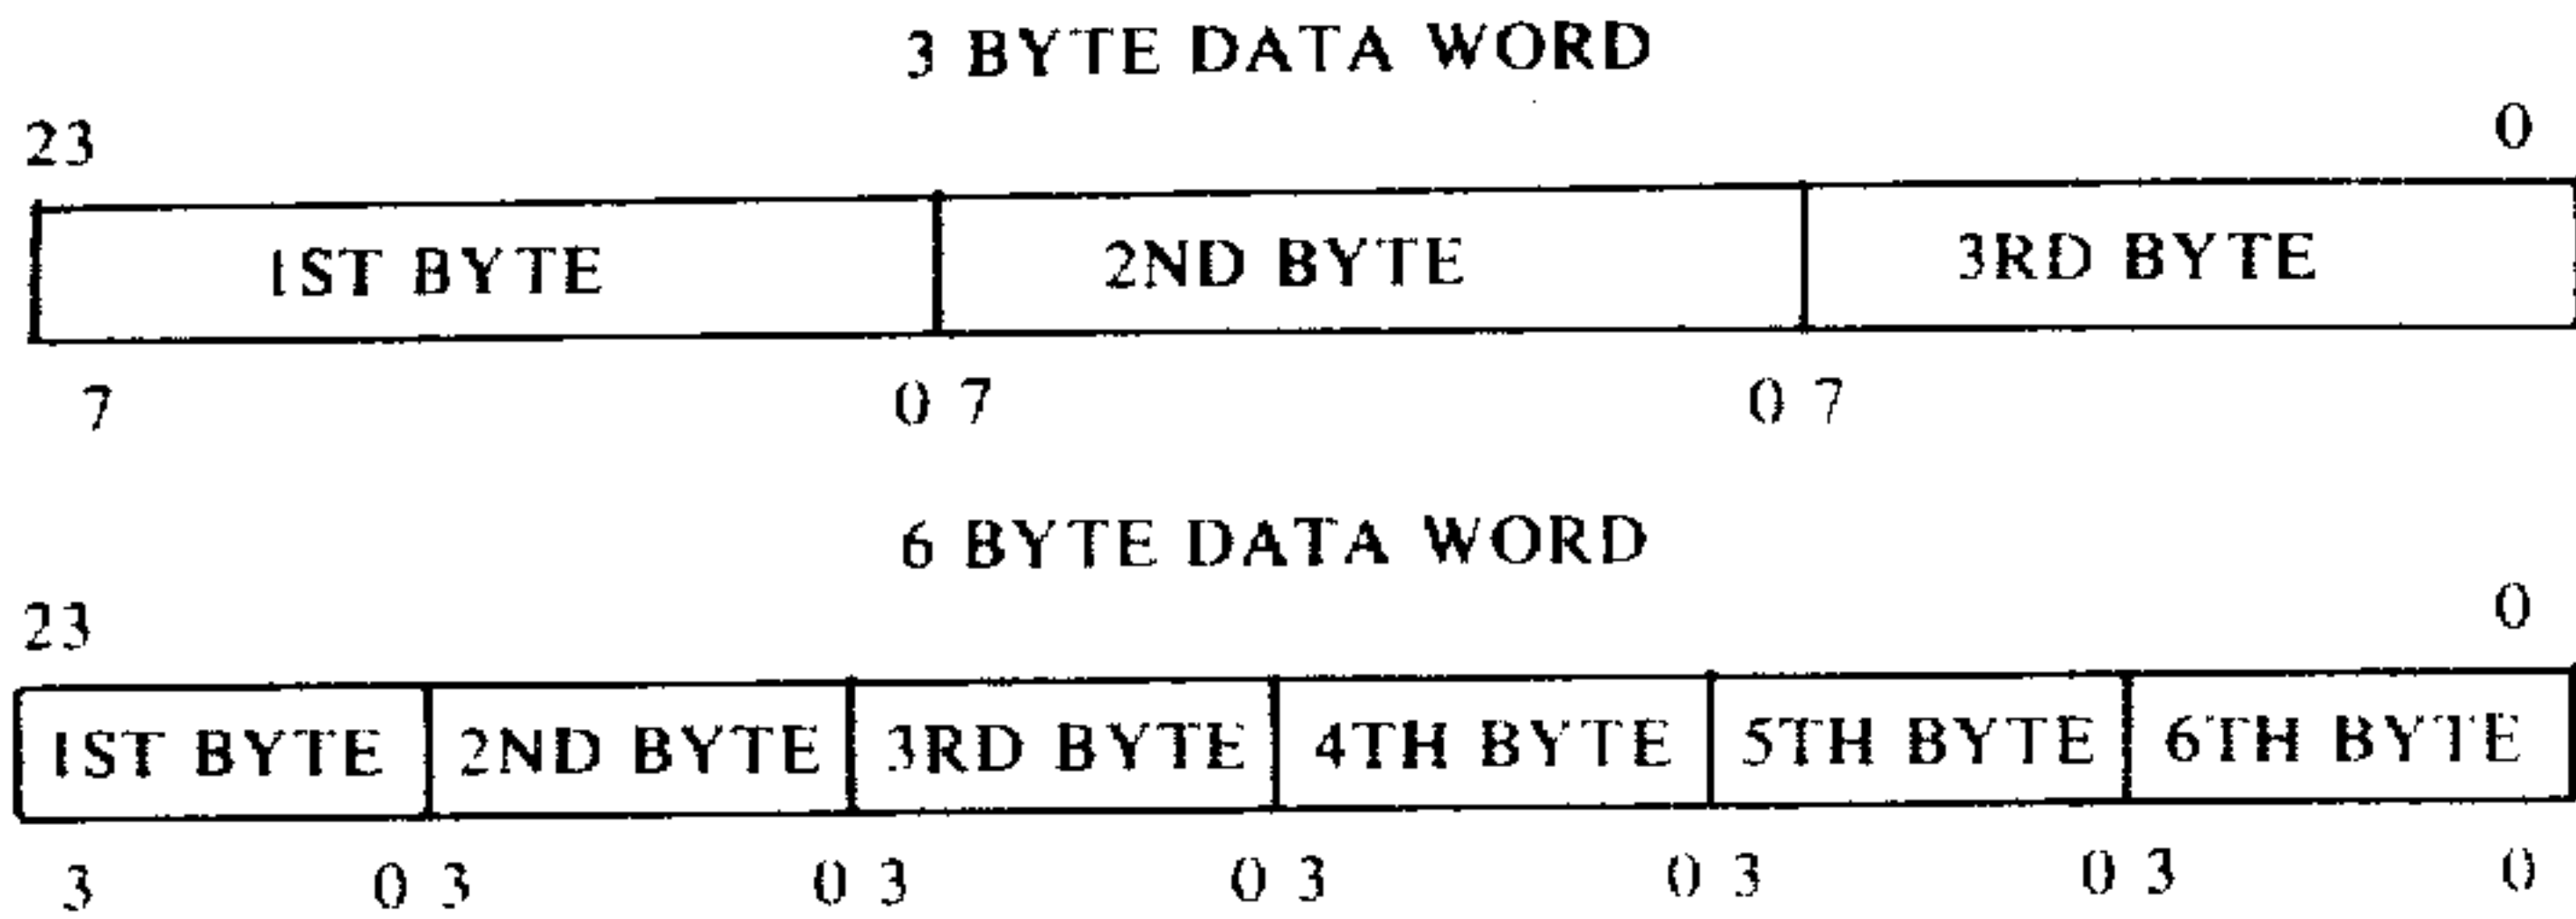 3 BYTE DATA WORD
23 0
1ST BYTE 2ND BYTE 3RD BYTE
7 0 7 0 7
6 BYTE DATA WORD
23 0
1ST BYTE 2ND BYTE 3RD BYTE 4TH BYTE 5TH BYTE 6TH BYTE
3 0 3 0 3 0 3 0 3 0 3 0